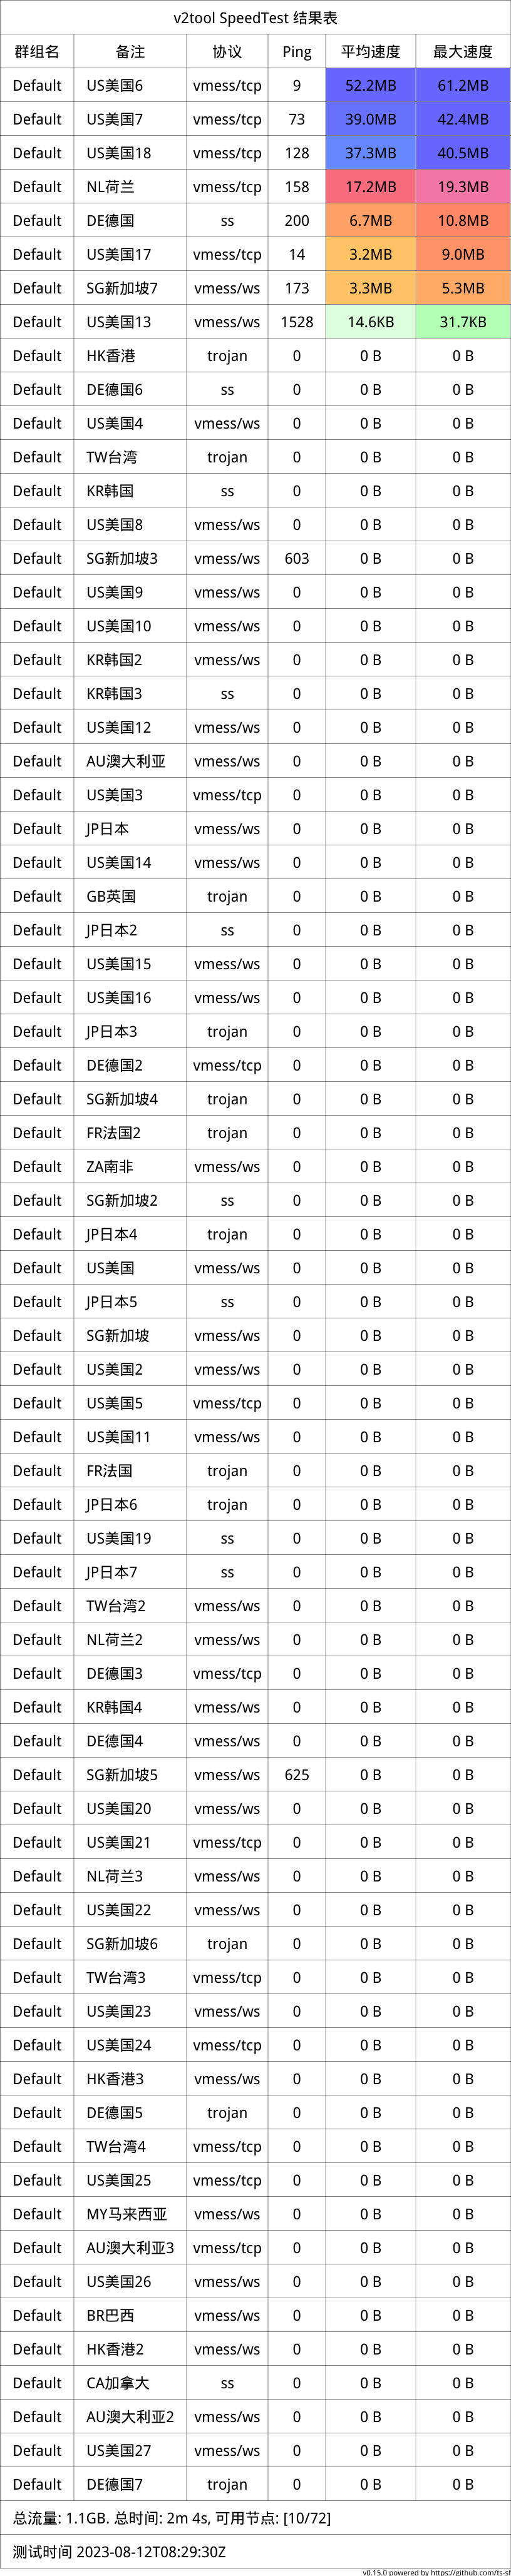 v2tool SpeedTest 结果表
群组名 备注 协议 Ping 平均速度 最大速度
Default US美国6 vmess/tcp 9 52.2MB 61.2MB
Default US美国7 vmess/tcp 73 39.0MB 42.4MB
Default US美国18 vmess/tcp 128 37.3MB 40.5MB
Default NL荷兰 vmess/tcp 158 17.2MB 19.3MB
Default DE德国 ss 200 6.7MB 10.8MB
Default US美国17 vmess/tcp 14 3.2MB 9.0MB
Default SG新加坡7 vmess/ws 173 3.3MB 5.3MB
Default US美国13 vmess/ws 1528 14.6KB 31.7KB
Default HK香港 trojan 0 0 B 0 B
Default DE德国6 ss 0 0 B 0 B
Default US美国4 vmess/ws 0 0 B 0 B
Default TW台湾 trojan 0 0 B 0 B
Default KR韩国 ss 0 0 B 0 B
Default US美国8 vmess/ws 0 0 B 0 B
Default SG新加坡3 vmess/ws 603 0 B 0 B
Default US美国9 vmess/ws 0 0 B 0 B
Default US美国10 vmess/ws 0 0 B 0 B
Default KR韩国2 vmess/ws 0 0 B 0 B
Default KR韩国3 ss 0 0 B 0 B
Default US美国12 vmess/ws 0 0 B 0 B
Default AU澳大利亚 vmess/ws 0 0 B 0 B
Default US美国3 vmess/tcp 0 0 B 0 B
Default JP日本 vmess/ws 0 0 B 0 B
Default US美国14 vmess/ws 0 0 B 0 B
Default GB英国 trojan 0 0 B 0 B
Default JP日本2 ss 0 0 B 0 B
Default US美国15 vmess/ws 0 0 B 0 B
Default US美国16 vmess/ws 0 0 B 0 B
Default JP日本3 trojan 0 0 B 0 B
Default DE德国2 vmess/tcp 0 0 B 0 B
Default SG新加坡4 trojan 0 0 B 0 B
Default FR法国2 trojan 0 0 B 0 B
Default ZA南非 vmess/ws 0 0 B 0 B
Default SG新加坡2 ss 0 0 B 0 B
Default JP日本4 trojan 0 0 B 0 B
Default US美国 vmess/ws 0 0 B 0 B
Default JP日本5 ss 0 0 B 0 B
Default SG新加坡 vmess/ws 0 0 B 0 B
Default US美国2 vmess/ws 0 0 B 0 B
Default US美国5 vmess/tcp 0 0 B 0 B
Default US美国11 vmess/ws 0 0 B 0 B
Default FR法国 trojan 0 0 B 0 B
Default JP日本6 trojan 0 0 B 0 B
Default US美国19 ss 0 0 B 0 B
Default JP日本7 ss 0 0 B 0 B
Default TW台湾2 vmess/ws 0 0 B 0 B
Default NL荷兰2 vmess/ws 0 0 B 0 B
Default DE德国3 vmess/tcp 0 0 B 0 B
Default KR韩国4 vmess/ws 0 0 B 0 B
Default DE德国4 vmess/ws 0 0 B 0 B
Default SG新加坡5 vmess/ws 625 0 B 0 B
Default US美国20 vmess/ws 0 0 B 0 B
Default US美国21 vmess/tcp 0 0 B 0 B
Default NL荷兰3 vmess/ws 0 0 B 0 B
Default US美国22 vmess/ws 0 0 B 0 B
Default SG新加坡6 trojan 0 0 B 0 B
Default TW台湾3 vmess/tcp 0 0 B 0 B
Default US美国23 vmess/ws 0 0 B 0 B
Default US美国24 vmess/tcp 0 0 B 0 B
Default HK香港3 vmess/ws 0 0 B 0 B
Default DE德国5 trojan 0 0 B 0 B
Default TW台湾4 vmess/tcp 0 0 B 0 B
Default US美国25 vmess/tcp 0 0 B 0 B
Default MY马来西亚 vmess/ws 0 0 B 0 B
Default AU澳大利亚3 vmess/tcp 0 0 B 0 B
Default US美国26 vmess/ws 0 0 B 0 B
Default BR巴西 vmess/ws 0 0 B 0 B
Default HK香港2 vmess/ws 0 0 B 0 B
Default CA加拿大 ss 0 0 B 0 B
Default AU澳大利亚2 vmess/ws 0 0 B 0 B
Default US美国27 vmess/ws 0 0 B 0 B
Default DE德国7 trojan 0 0 B 0 B
总流量: 1.1GB. 总时间: 2m 4s, 可用节点: [10/72]
测试时间 2023-08-12T08:29:30Z
v0.15.0 powered by https://github.com/ts-sf